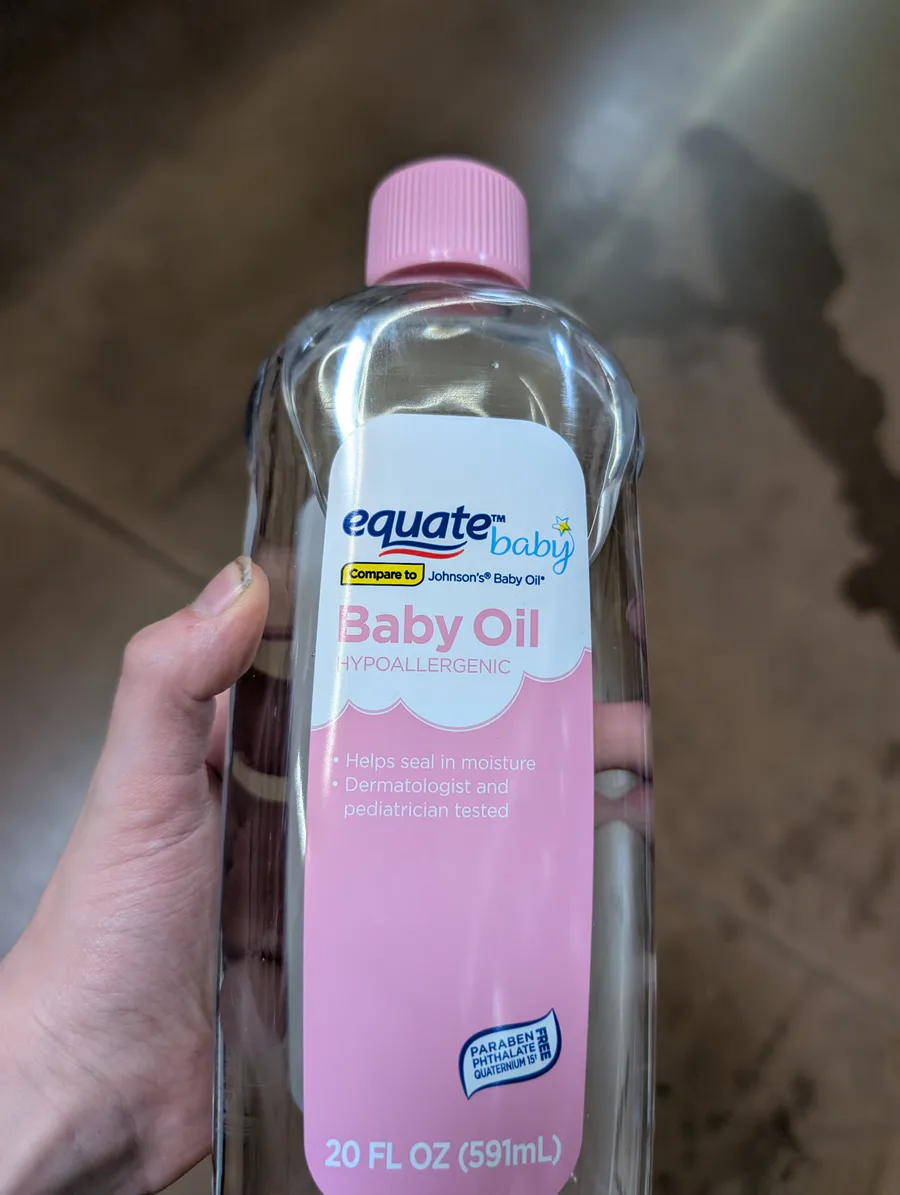 equate™ baby
Compare to Johnson's® Baby Oil*
Baby Oil
HYPOALLERGENIC
• Helps seal in moisture
• Dermatologist and
pediatrician tested
PARABEN
PHTHALATE
QUATERNIUM 15†
FREE
20 FL OZ (591mL)